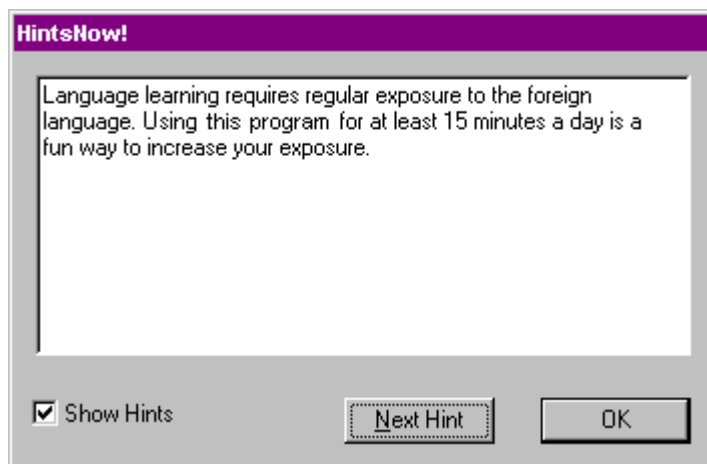 HintsNow!
Language learning requires regular exposure to the foreign
language. Using this program for at least 15 minutes a day is a
fun way to increase your exposure.
Show Hints
Next Hint
OK